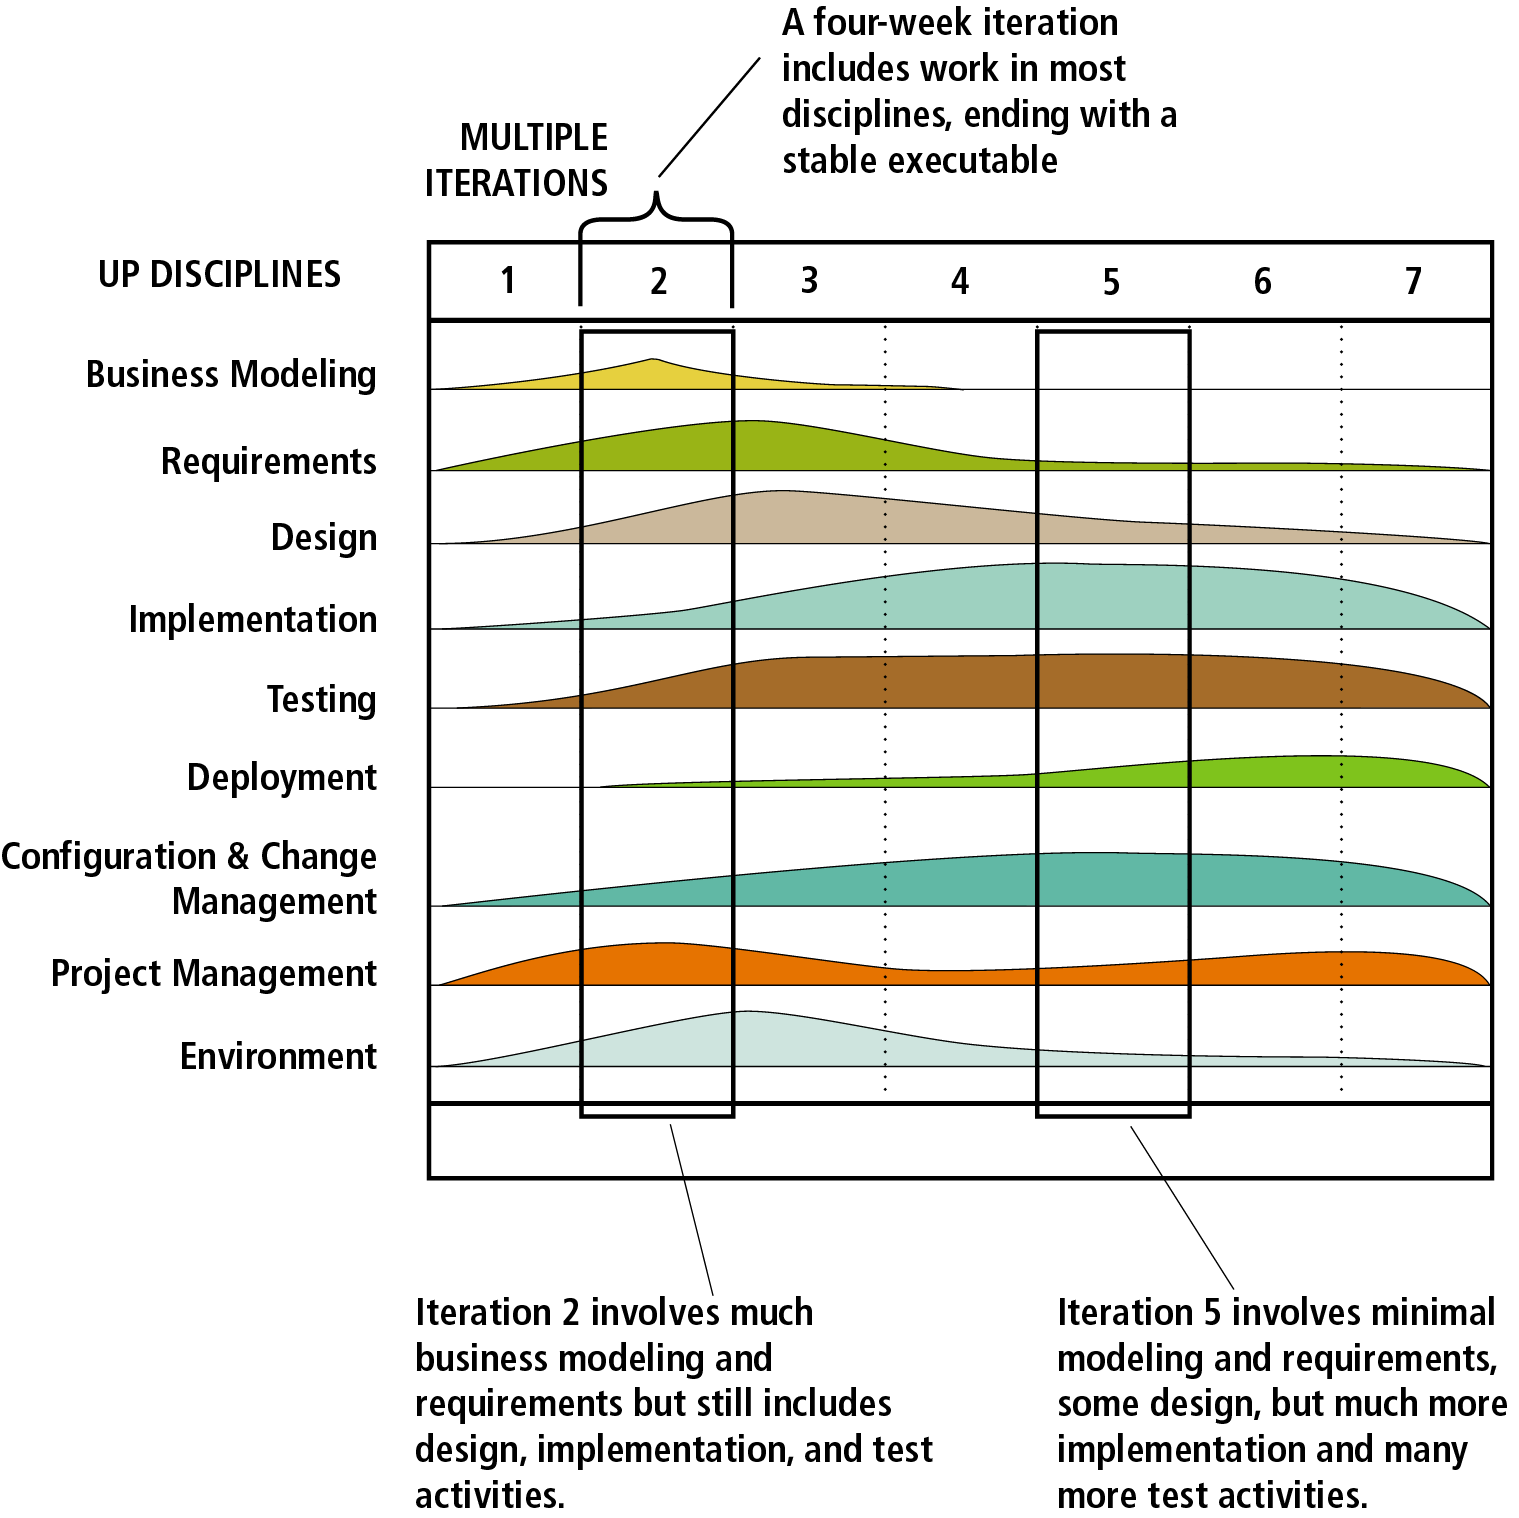 A four-week iteration
includes work in most
disciplines, ending with a
stable executable
MULTIPLE
ITERATIONS
UP DISCIPLINES
1 2 3 4 5 6 7
Business Modeling
Requirements
Design
Implementation
Testing
Deployment
Configuration & Change
Management
Project Management
Environment
Iteration 2 involves much
business modeling and
requirements but still includes
design, implementation, and test
activities.
Iteration 5 involves minimal
modeling and requirements,
some design, but much more
implementation and many
more test activities.